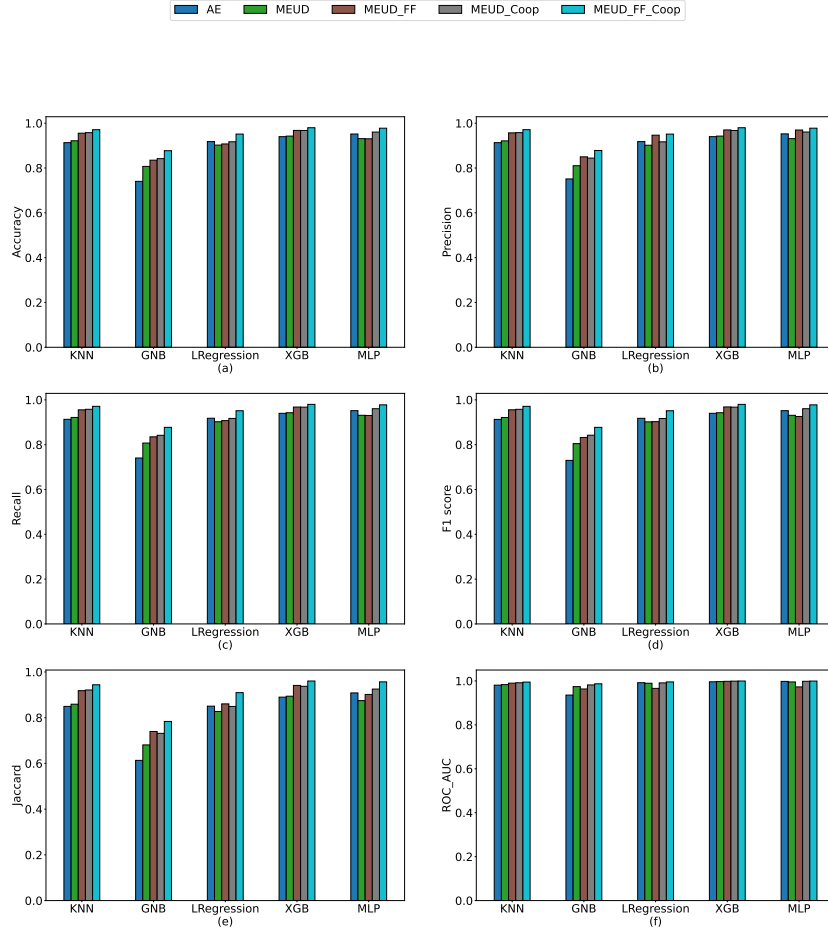 AE MEUD MEUD_FF MEUD_Coop MEUD_FF_Coop
Accuracy
1.0
0.8
0.6
0.4
0.2
0.0
KNN GNB LRegression XGB MLP
(a)
Precision
1.0
0.8
0.6
0.4
0.2
0.0
KNN GNB LRegression XGB MLP
(b)
Recall
1.0
0.8
0.6
0.4
0.2
0.0
KNN GNB LRegression XGB MLP
(c)
F1 score
1.0
0.8
0.6
0.4
0.2
0.0
KNN GNB LRegression XGB MLP
(d)
Jaccard
1.0
0.8
0.6
0.4
0.2
0.0
KNN GNB LRegression XGB MLP
(e)
ROC_AUC
1.0
0.8
0.6
0.4
0.2
0.0
KNN GNB LRegression XGB MLP
(f)